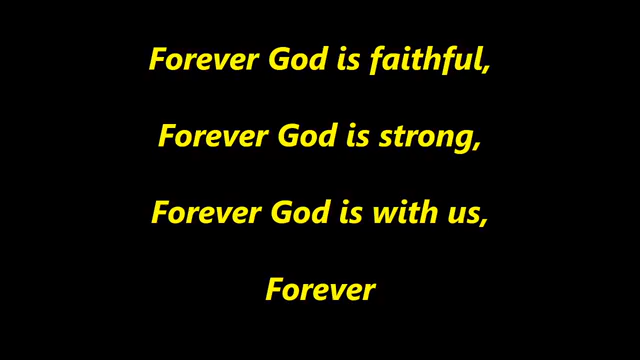 Forever God is faithful,
Forever God is strong,
Forever God is with us,
Forever